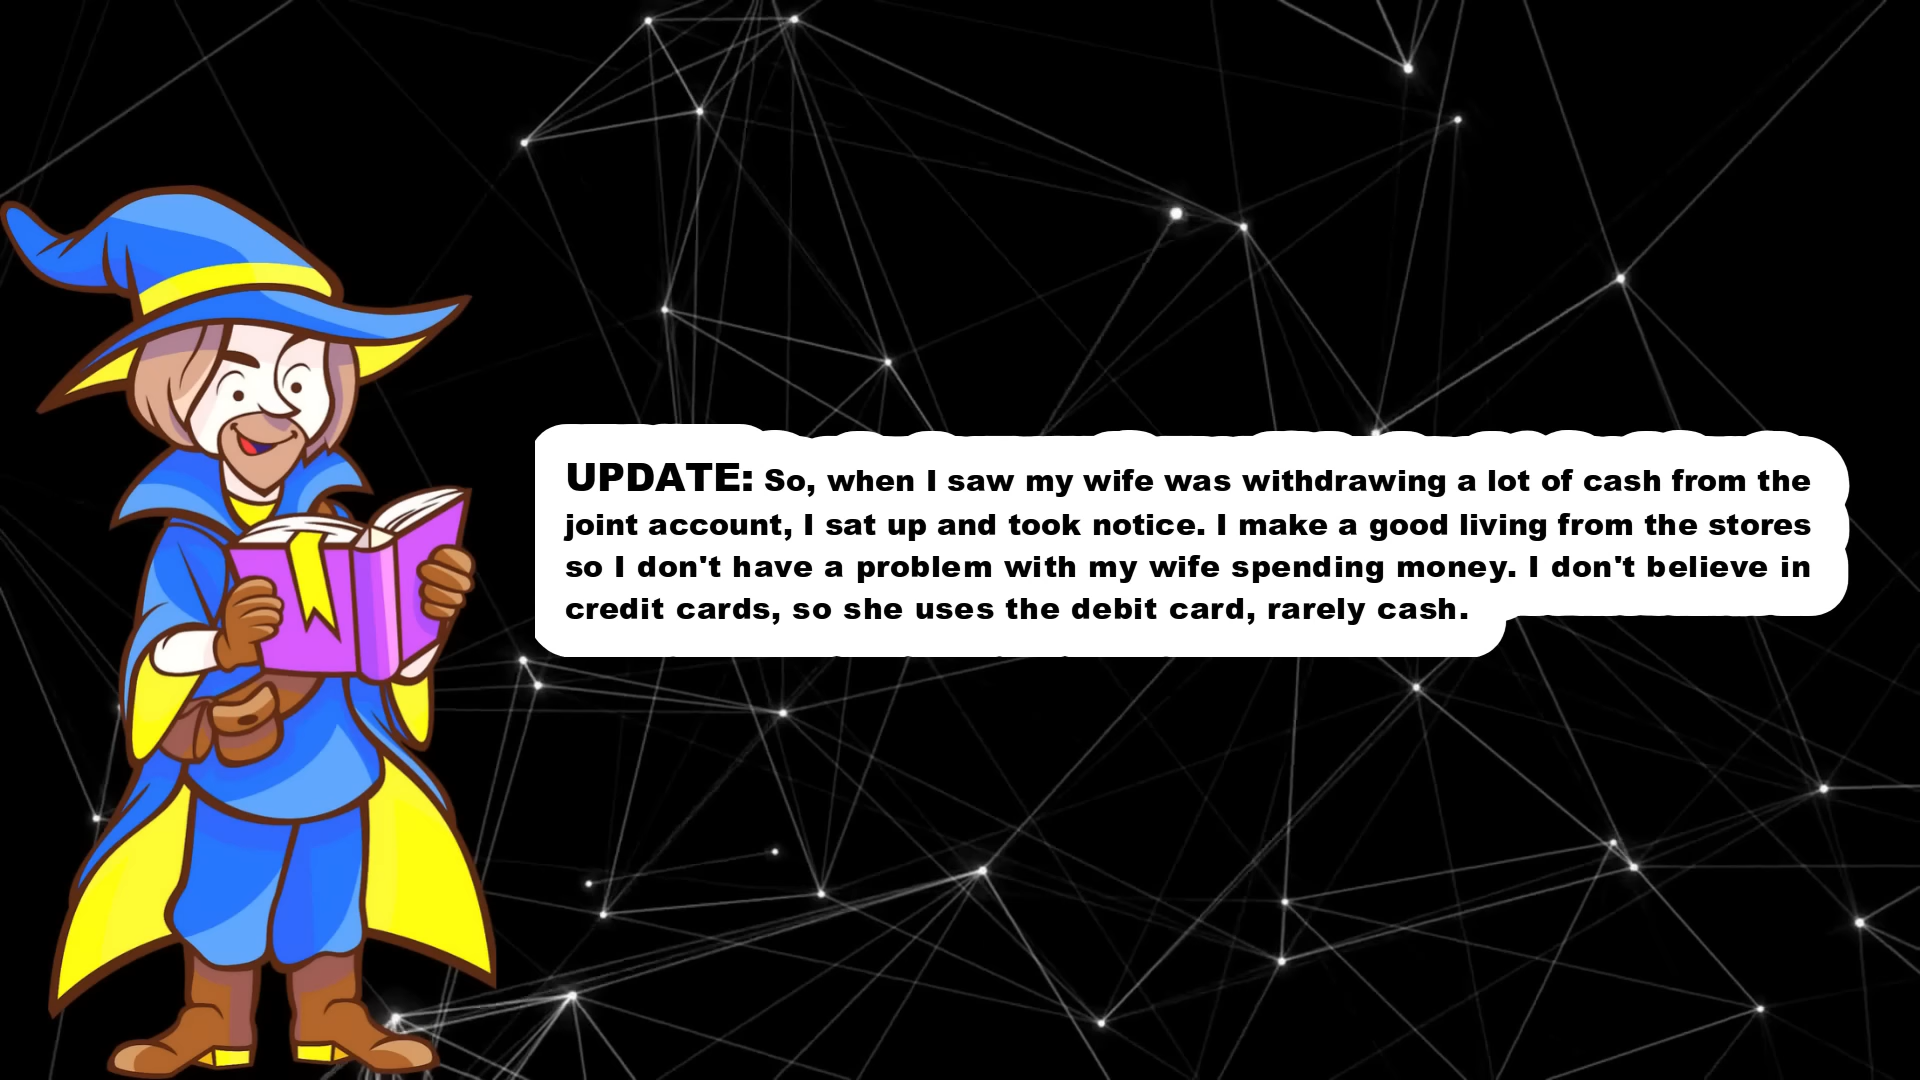 UPDATE: So, when I saw my wife was withdrawing a lot of cash from the
joint account, I sat up and took notice. I make a good living from the stores
so I don't have a problem with my wife spending money. I don't believe in
credit cards, so she uses the debit card, rarely cash.